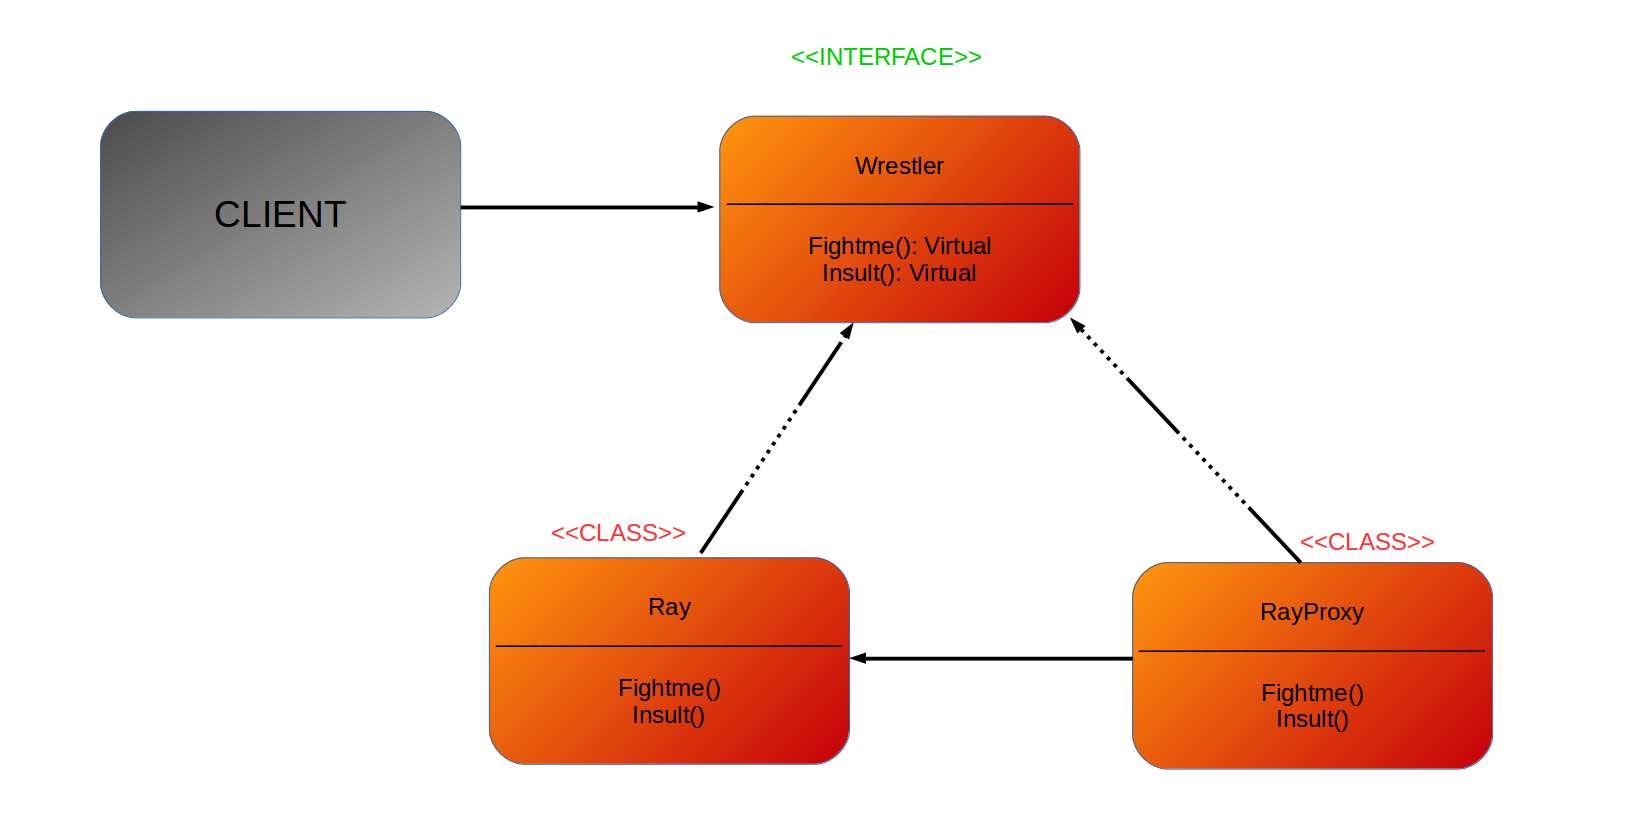 <<INTERFACE>>
CLIENT
Wrestler
Fightme(): Virtual
Insult(): Virtual
<<CLASS>>
Ray
Fightme()
Insult()
<<CLASS>>
RayProxy
Fightme()
Insult()